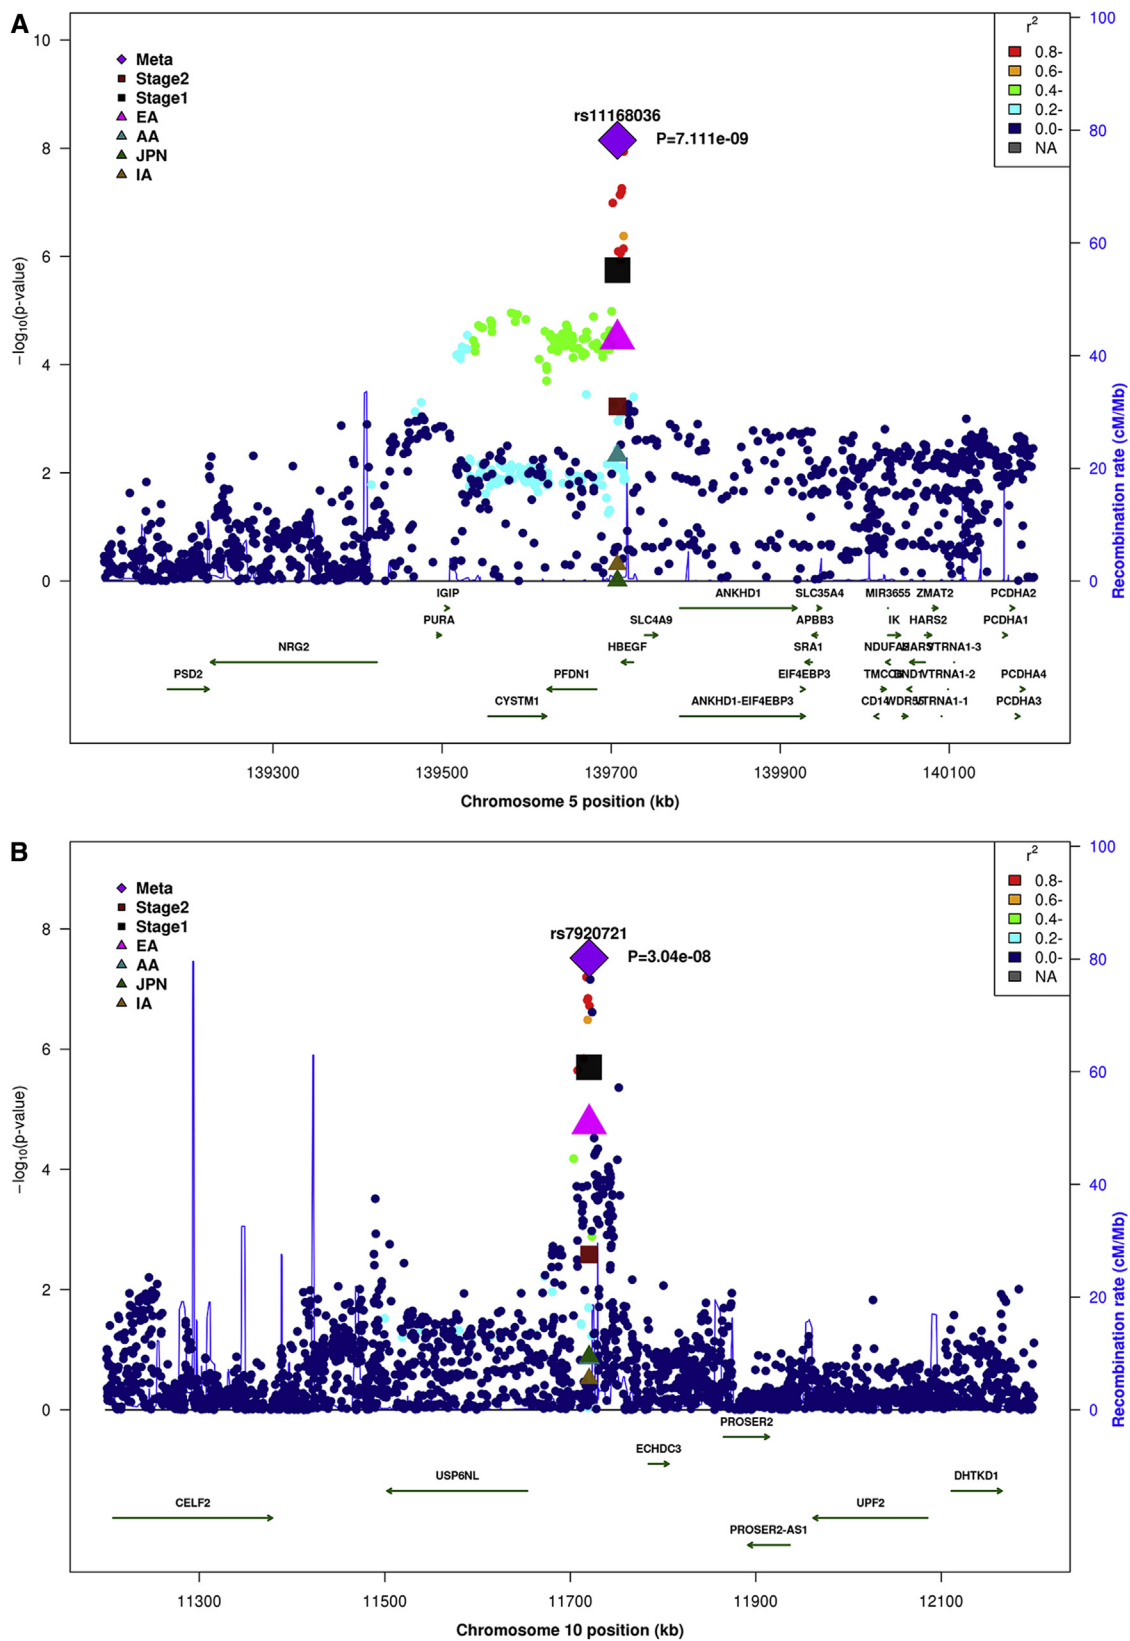 A
10
8
6
4
2
0
−log10(p-value)
Meta
Stage2
Stage1
EA
AA
JPN
IA
rs11168036
P=7.111e-09
r2
0.8-
0.6-
0.4-
0.2-
0.0-
NA
100
80
60
40
20
0
Recombination rate (cM/Mb)
IGIP ANKHD1 SLC35A4 MIR3655 ZMAT2 PCDHA2
PURA SLC4A9 APBB3 IK HARS2 PCDHA1
NRG2 HBEGF SRA1 VTRNA1-3
PSD2 PFDN1 EIF4EBP3 VTRNA1-2 PCDHA4
CYSTM1 ANKHD1-EIF4EBP3 CD14 VTRNA1-1 PCDHA3
139300 139500 139700 139900 140100
Chromosome 5 position (kb)
B
8
6
4
2
0
−log10(p-value)
Meta
Stage2
Stage1
EA
AA
JPN
IA
rs7920721
P=3.04e-08
r2
0.8-
0.6-
0.4-
0.2-
0.0-
NA
100
80
60
40
20
0
Recombination rate (cM/Mb)
PROSER2
ECHDC3
USP6NL DHTKD1
CELF2 UPF2
PROSER2-AS1
11300 11500 11700 11900 12100
Chromosome 10 position (kb)